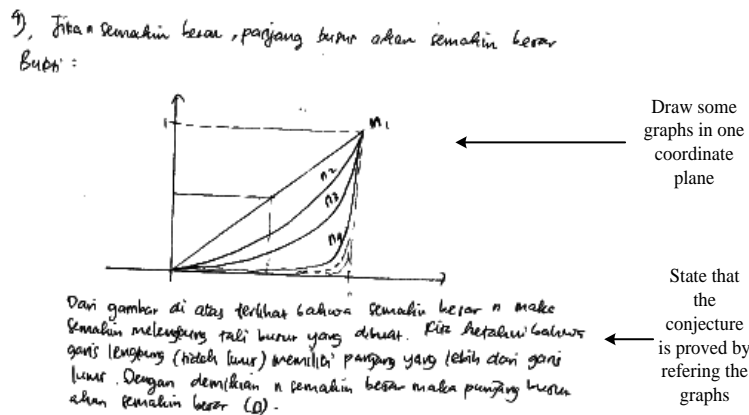 4), Jika n semakin besar, panjang busur akan semakin besar
Bukti :
1
n1
n2
n3
n4
Draw some
graphs in one
coordinate
plane
Dari gambar di atas terlihat bahwa semakin besar n maka
semakin melengkung tali busur yang dibuat. Kita ketahui bahwa
garis lengkung (tidak lurus) memiliki panjang yang lebih dari garis
lurus. Dengan demikian n semakin besar maka panjang busur
akan semakin besar
State that
the
conjecture
is proved by
refering the
graphs